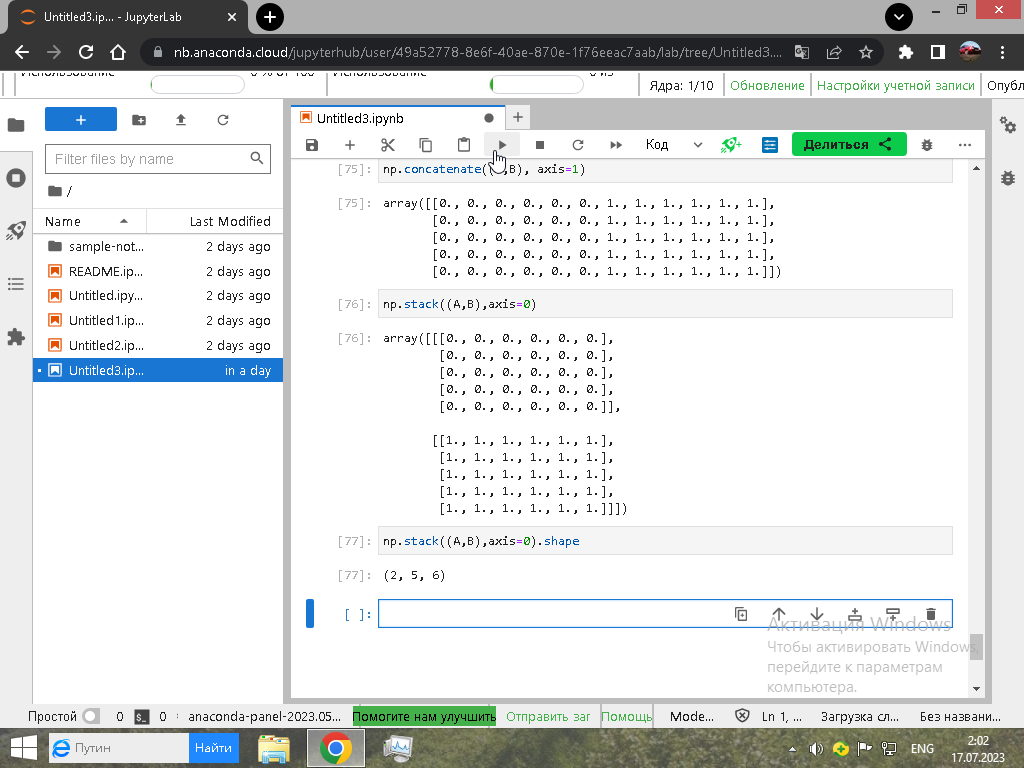 Untitled3.ip... - JupyterLab
nb.anaconda.cloud/jupyterhub/user/49a52778-8e6f-40ae-870e-1f76eeac7aab/lab/tree/Untitled3....
Использование
0 % от 100
Использование
0 из
Ядра: 1/10
Обновление
Настройки учетной записи
Опубл
Filter files by name
/
Name
Last Modified
sample-not... 2 days ago
README.ip... 2 days ago
Untitled.ipy... 2 days ago
Untitled1.ip... 2 days ago
Untitled2.ip... 2 days ago
Untitled3.ip... in a day
Untitled3.ipynb
Код
Делиться
[75]: np.concatenate((A,B), axis=1)
[75]: array([[0., 0., 0., 0., 0., 0., 1., 1., 1., 1., 1., 1.],
[0., 0., 0., 0., 0., 0., 1., 1., 1., 1., 1., 1.],
[0., 0., 0., 0., 0., 0., 1., 1., 1., 1., 1., 1.],
[0., 0., 0., 0., 0., 0., 1., 1., 1., 1., 1., 1.],
[0., 0., 0., 0., 0., 0., 1., 1., 1., 1., 1., 1.]])
[76]: np.stack((A,B),axis=0)
[76]: array([[[0., 0., 0., 0., 0., 0.],
[0., 0., 0., 0., 0., 0.],
[0., 0., 0., 0., 0., 0.],
[0., 0., 0., 0., 0., 0.],
[0., 0., 0., 0., 0., 0.]],
[[1., 1., 1., 1., 1., 1.],
[1., 1., 1., 1., 1., 1.],
[1., 1., 1., 1., 1., 1.],
[1., 1., 1., 1., 1., 1.],
[1., 1., 1., 1., 1., 1.]]])
[77]: np.stack((A,B),axis=0).shape
[77]: (2, 5, 6)
[ ]:
Активация Windows
Чтобы активировать Windows,
перейдите к параметрам
компьютера.
Простой 0 $_ 0 anaconda-panel-2023.05... Помогите нам улучшить Отправить заг Помощь Mode... Ln 1, ... Загрузка сл... Без названи...
Путин
Найти
ENG
2:02
17.07.2023